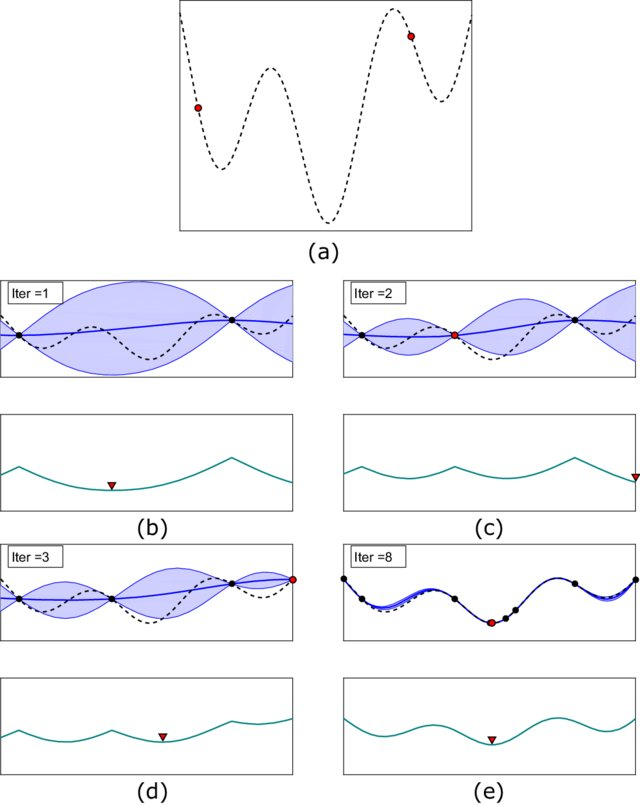 (a)
Iter =1
Iter =2
(b)
(c)
Iter =3
Iter =8
(d)
(e)